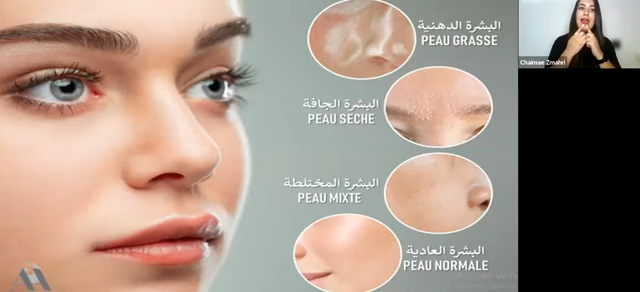 البشرة الدهنية
PEAU GRASSE
Chaimae Zmahri
البشرة الجافة
PEAU SECHE
البشرة المختلطة
PEAU MIXTE
البشرة العادية
PEAU NORMALE